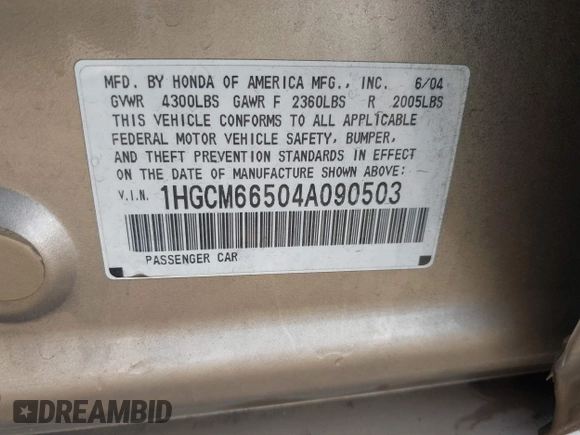 MFD. BY HONDA OF AMERICA MFG., INC. 6/04
GVWR 4300LBS GAWR F 2360LBS R 2005LBS
THIS VEHICLE CONFORMS TO ALL APPLICABLE
FEDERAL MOTOR VEHICLE SAFETY, BUMPER,
AND THEFT PREVENTION STANDARDS IN EFFECT
ON THE DATE OF MANUFACTURE SHOWN ABOVE:
V.I.N. 1HGCM66504A090503
PASSENGER CAR
DREAMBID